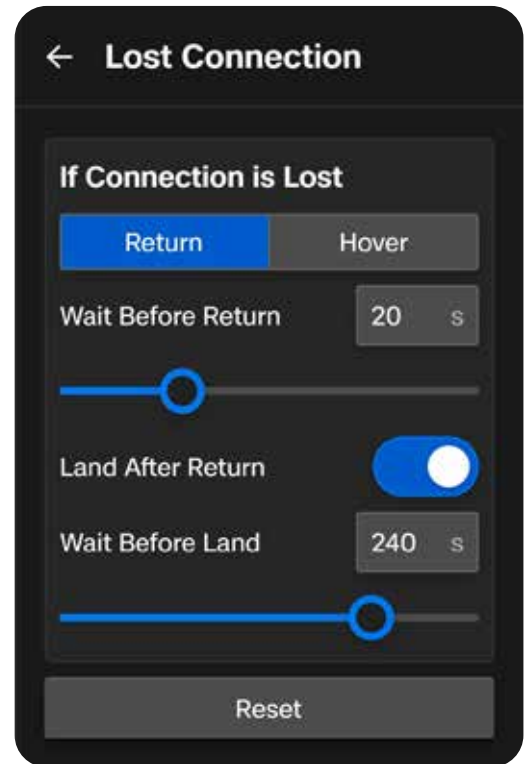 Lost Connection
If Connection is Lost
Return Hover
Wait Before Return 20 s
Land After Return
Wait Before Land 240 s
Reset